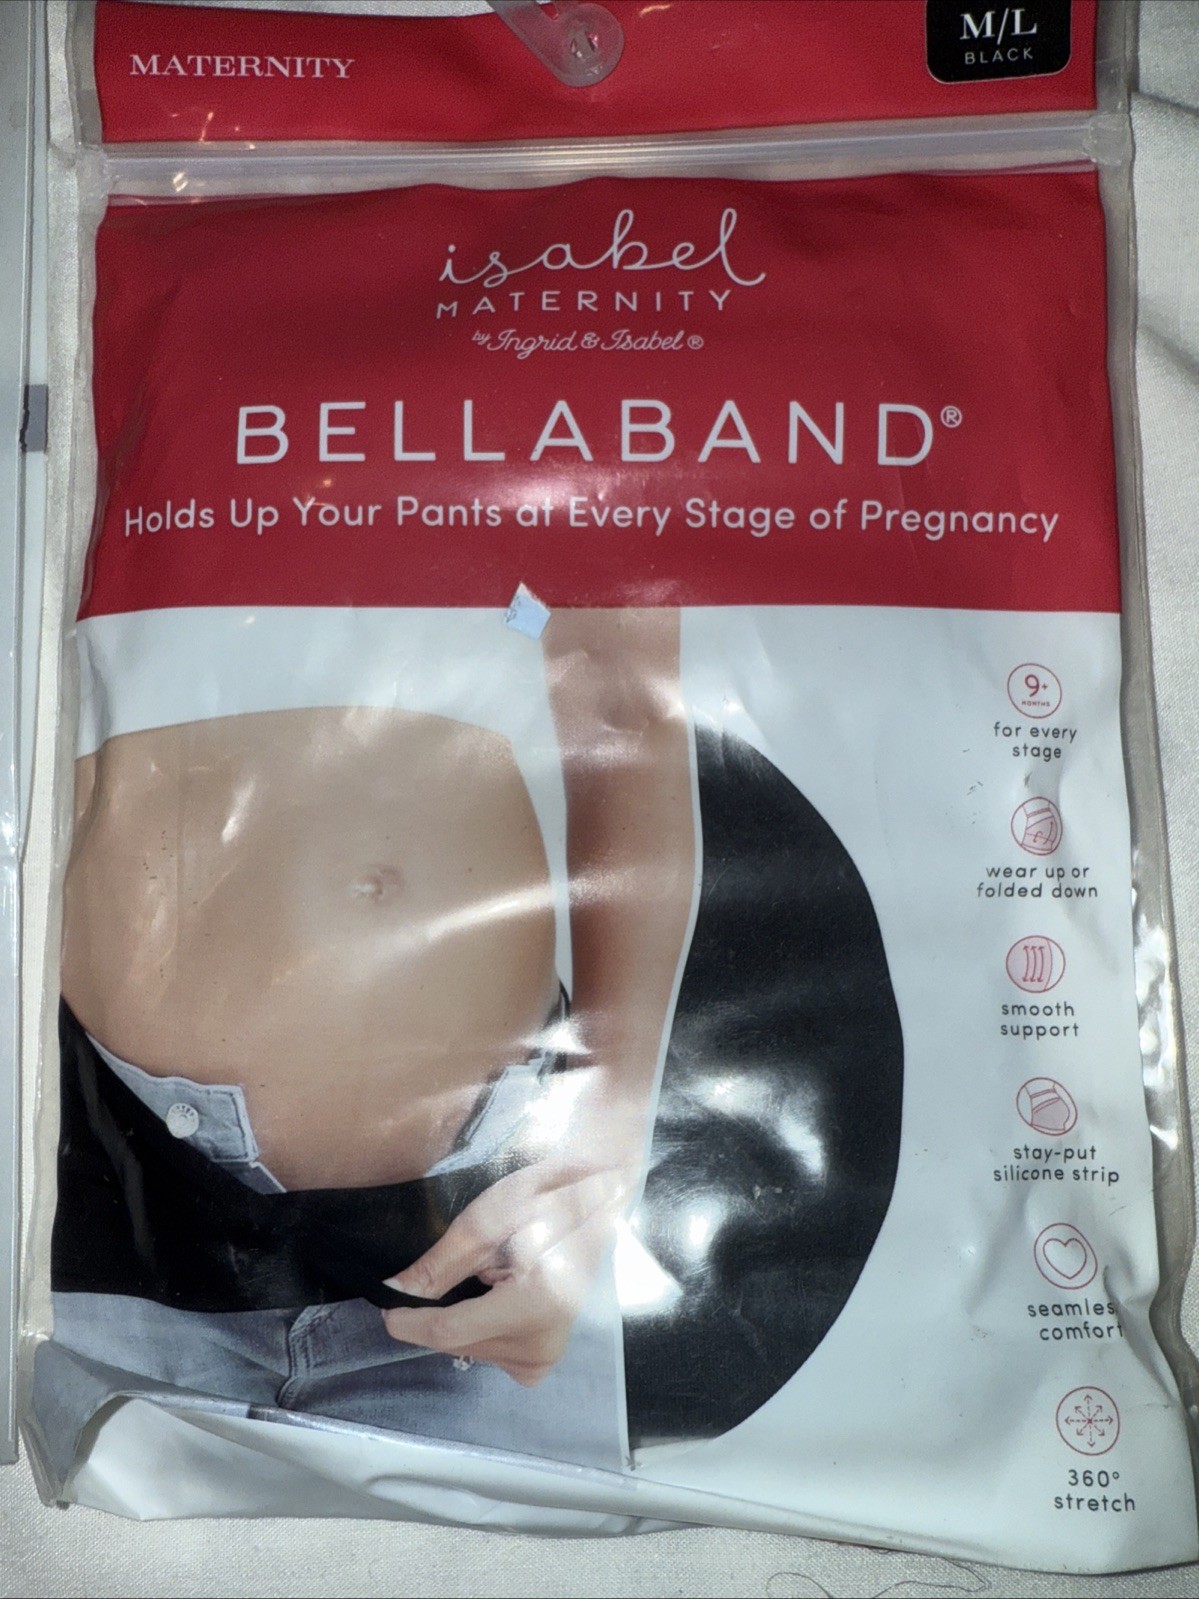 MATERNITY
M/L
BLACK
isabel
MATERNITY
by Ingrid & Isabel®
BELLABAND®
Holds Up Your Pants at Every Stage of Pregnancy
9+
MONTHS
for every
stage
wear up or
folded down
smooth
support
stay-put
silicone strip
seamles
comfort
360°
stretch